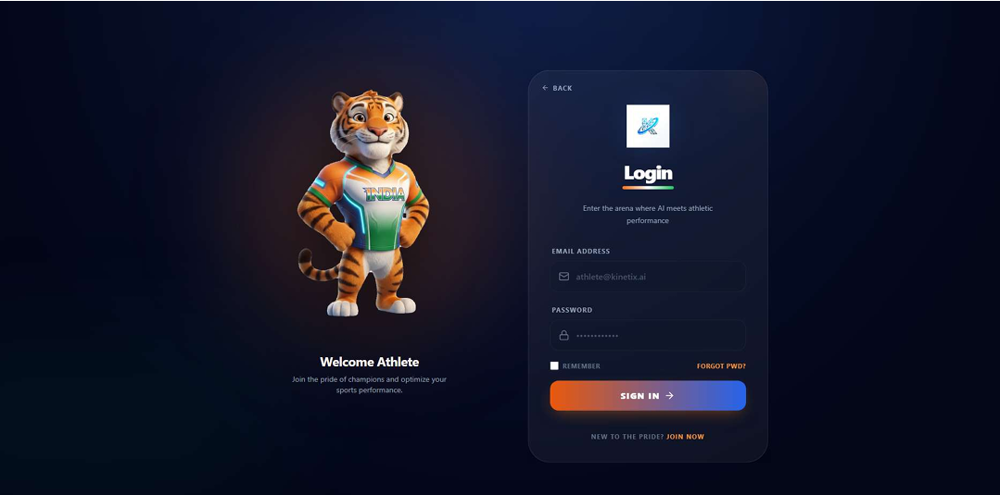 ← BACK
K
Login
Enter the arena where AI meets athletic
performance
EMAIL ADDRESS
athlete@kinetix.ai
PASSWORD
••••••••••••
REMEMBER
FORGOT PWD?
SIGN IN →
NEW TO THE PRIDE? JOIN NOW
INDIA
Welcome Athlete
Join the pride of champions and optimize your
sports performance.